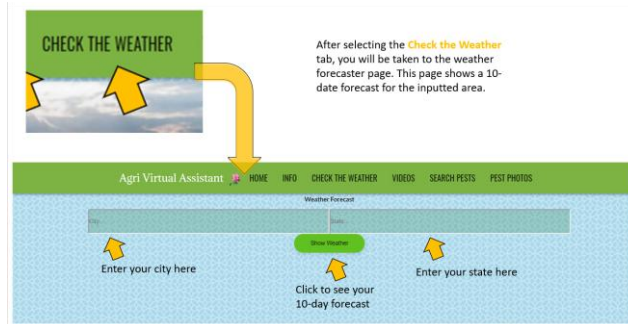 CHECK THE WEATHER
After selecting the Check the Weather
tab, you will be taken to the weather
forecaster page. This page shows a 10-
date forecast for the inputted area.
Agri Virtual Assistant HOME INFO CHECK THE WEATHER VIDEOS SEARCH PESTS PEST PHOTOS
Weather Forecast
City State
Show Weather
Enter your city here
Click to see your
10-day forecast
Enter your state here